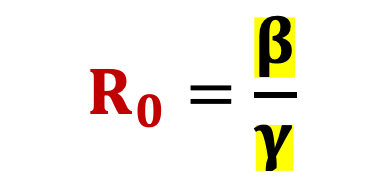 R₀ = β/γ